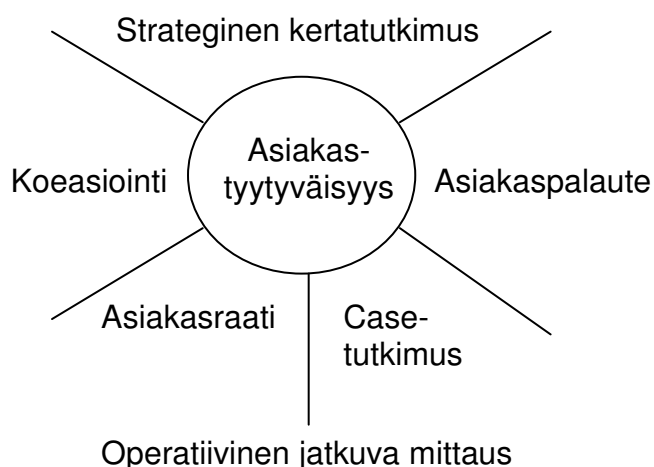 Strateginen kertatutkimus
Asiakas-
tyytyväisyys
Koeasiointi
Asiakaspalaute
Asiakasraati
Case-
tutkimus
Operatiivinen jatkuva mittaus